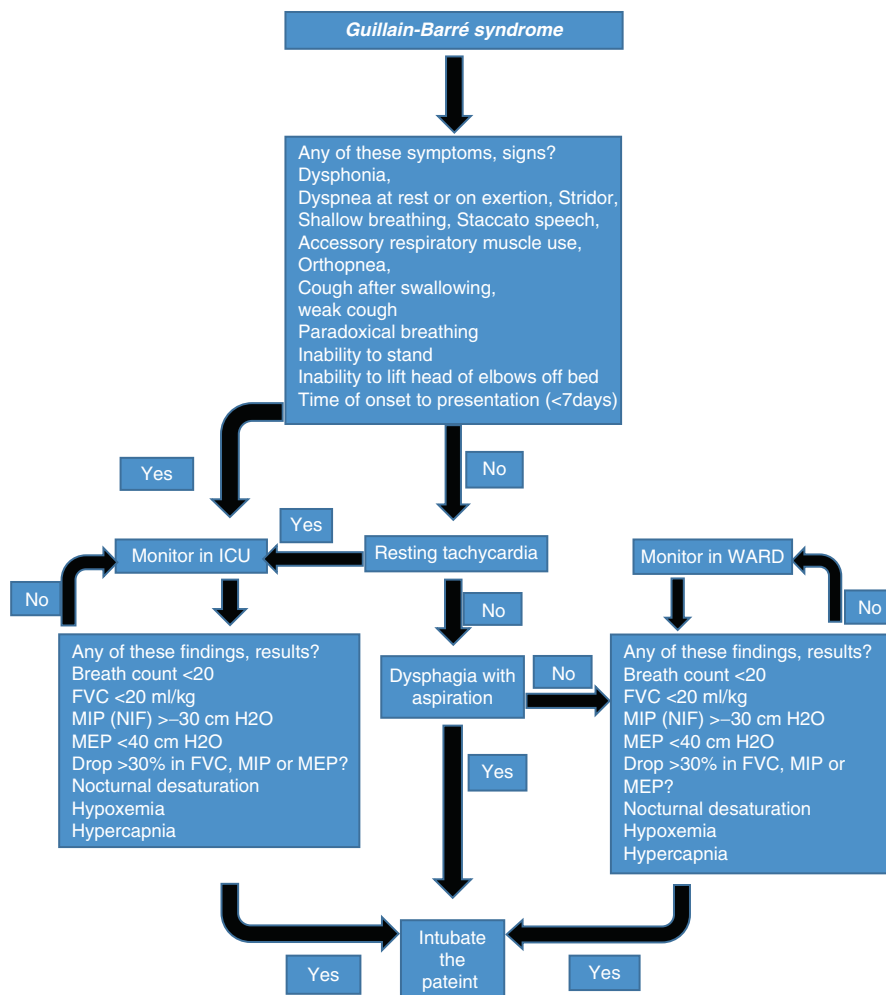 Guillain-Barré syndrome
Any of these symptoms, signs?
Dysphonia,
Dyspnea at rest or on exertion, Stridor,
Shallow breathing, Staccato speech,
Accessory respiratory muscle use,
Orthopnea,
Cough after swallowing,
weak cough
Paradoxical breathing
Inability to stand
Inability to lift head of elbows off bed
Time of onset to presentation (<7days)
Yes
No
Yes
Monitor in ICU
Resting tachycardia
Monitor in WARD
No
No
No
Any of these findings, results?
Breath count <20
FVC <20 ml/kg
MIP (NIF) >–30 cm H2O
MEP <40 cm H2O
Drop >30% in FVC, MIP or MEP?
Nocturnal desaturation
Hypoxemia
Hypercapnia
Dysphagia with
aspiration
No
Any of these findings, results?
Breath count <20
FVC <20 ml/kg
MIP (NIF) >–30 cm H2O
MEP <40 cm H2O
Drop >30% in FVC, MIP or
MEP?
Nocturnal desaturation
Hypoxemia
Hypercapnia
Yes
Intubate
the
pateint
Yes
Yes